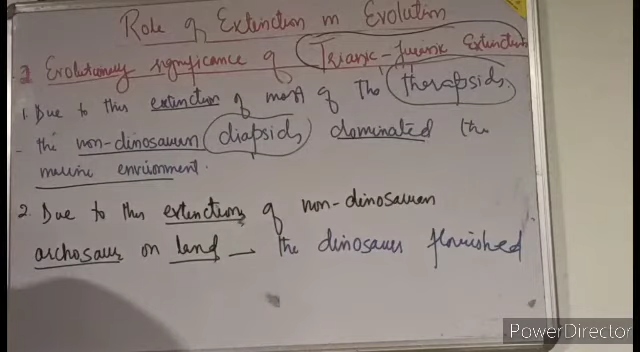 Role of Extinction in Evolution
3 Evolutionary significance of Triassic-Jurassic Extinction
1. Due to this extinction of most of the therapsids,
- the non-dinosaurian diapsids dominated the
marine environment.
2. Due to this extinction of non-dinosaurian
archosaurs on land — the dinosaurs flourished
PowerDirector